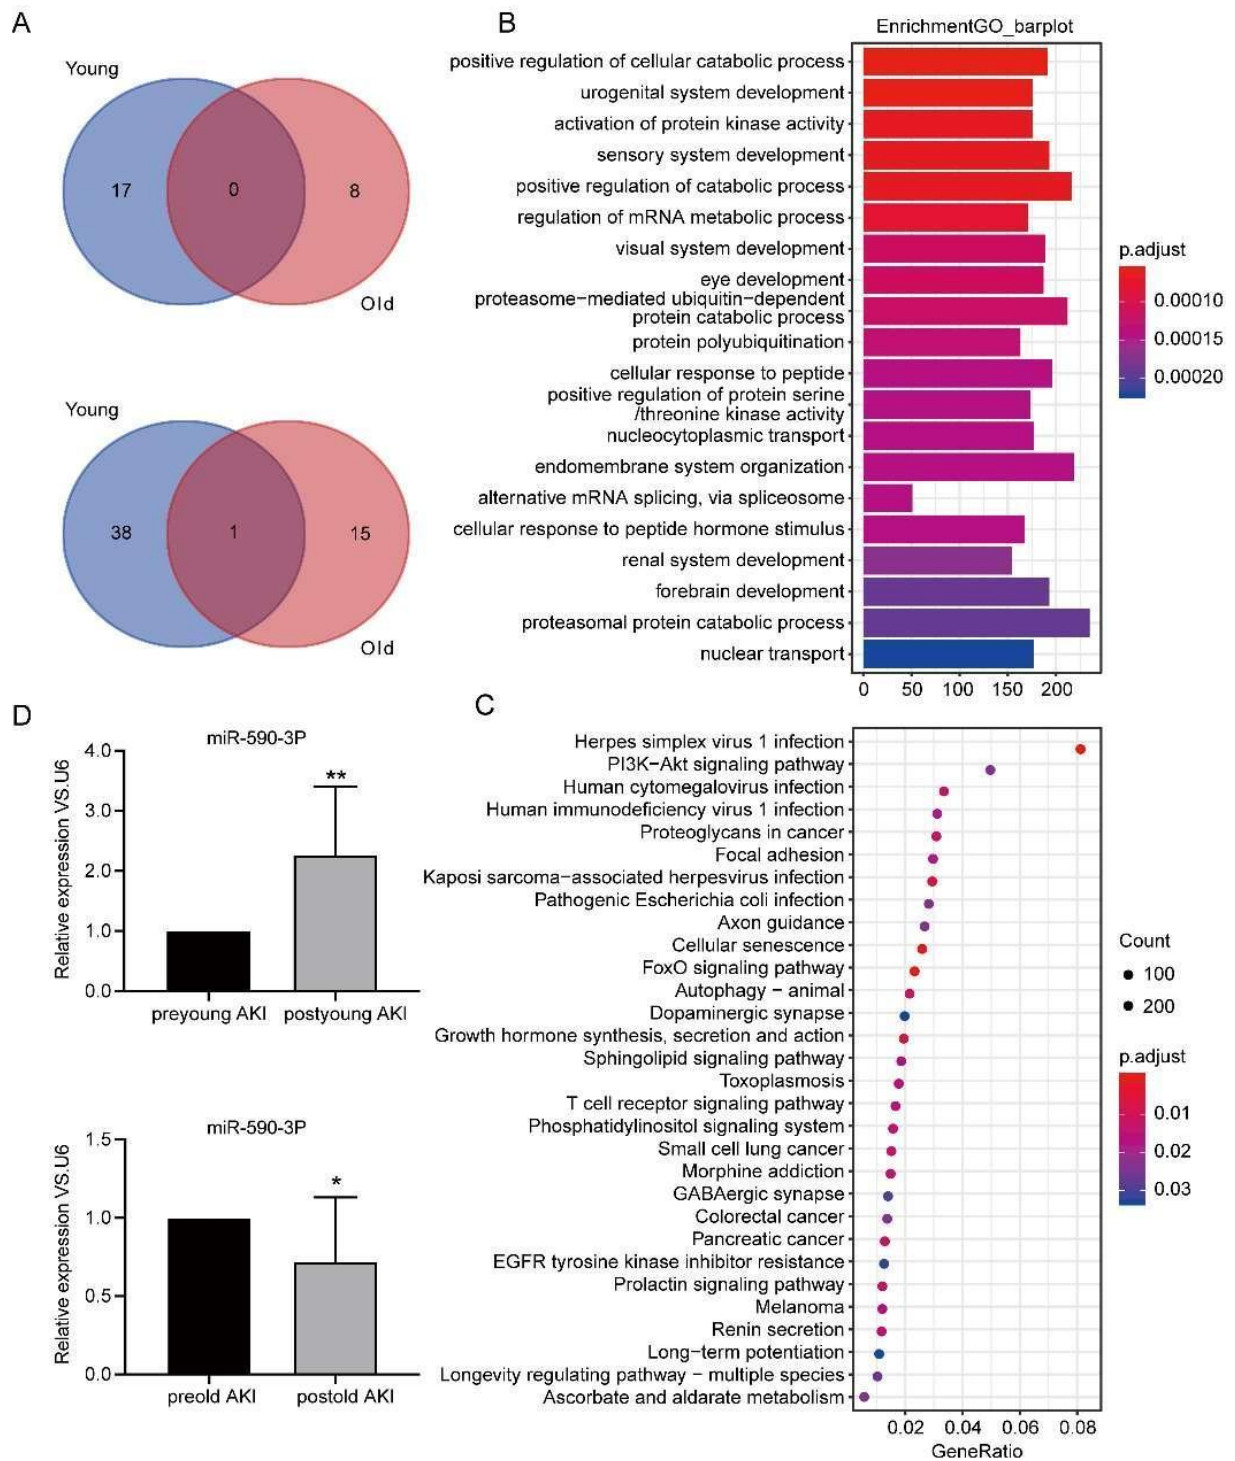 A
Young
17
0
8
Old
Young
38
1
15
Old
B
EnrichmentGO_barplot
positive regulation of cellular catabolic process
urogenital system development
activation of protein kinase activity
sensory system development
positive regulation of catabolic process
regulation of mRNA metabolic process
visual system development
eye development
proteasome−mediated ubiquitin−dependent
protein catabolic process
protein polyubiquitination
cellular response to peptide
positive regulation of protein serine
/threonine kinase activity
nucleocytoplasmic transport
endomembrane system organization
alternative mRNA splicing, via spliceosome
cellular response to peptide hormone stimulus
renal system development
forebrain development
proteasomal protein catabolic process
nuclear transport
0 50 100 150 200
p.adjust
0.00010
0.00015
0.00020
D
miR-590-3P
Relative expression VS.U6
4.0
3.0
2.0
1.0
0.0
**
preyoung AKI postyoung AKI
miR-590-3P
Relative expression VS.U6
1.5
1.0
0.5
0.0
*
preold AKI postold AKI
C
Herpes simplex virus 1 infection
PI3K−Akt signaling pathway
Human cytomegalovirus infection
Human immunodeficiency virus 1 infection
Proteoglycans in cancer
Focal adhesion
Kaposi sarcoma−associated herpesvirus infection
Pathogenic Escherichia coli infection
Axon guidance
Cellular senescence
FoxO signaling pathway
Autophagy − animal
Dopaminergic synapse
Growth hormone synthesis, secretion and action
Sphingolipid signaling pathway
Toxoplasmosis
T cell receptor signaling pathway
Phosphatidylinositol signaling system
Small cell lung cancer
Morphine addiction
GABAergic synapse
Colorectal cancer
Pancreatic cancer
EGFR tyrosine kinase inhibitor resistance
Prolactin signaling pathway
Melanoma
Renin secretion
Long−term potentiation
Longevity regulating pathway − multiple species
Ascorbate and aldarate metabolism
0.02 0.04 0.06 0.08
GeneRatio
Count
100
200
p.adjust
0.01
0.02
0.03